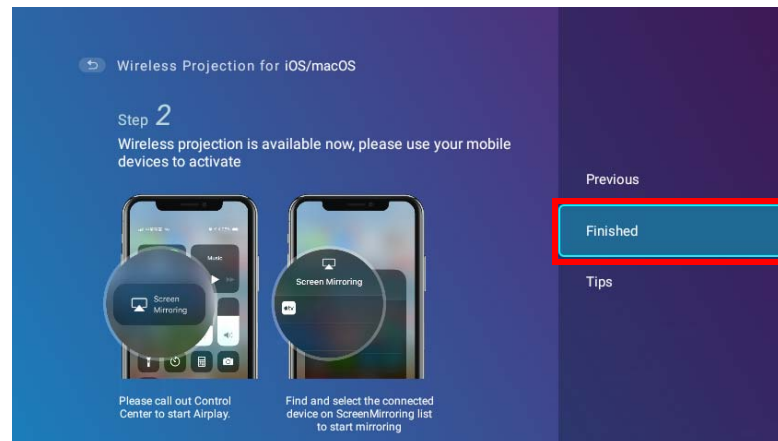 Wireless Projection for iOS/macOS
Step 2
Wireless projection is available now, please use your mobile
devices to activate
Music
Screen
Mirroring
Screen Mirroring
tv
Please call out Control
Center to start Airplay.
Find and select the connected
device on ScreenMirroring list
to start mirroring
Previous
Finished
Tips